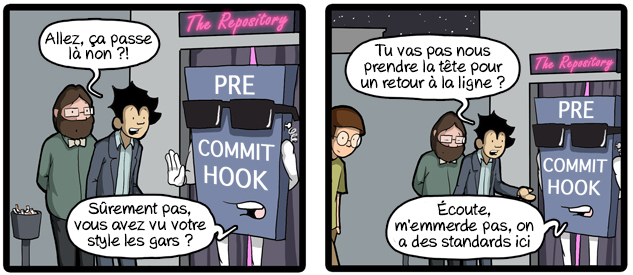 The Repository
Allez, ça passe
là non ?!
PRE
COMMIT
HOOK
Sûrement pas,
vous avez vu votre
style les gars ?
Tu vas pas nous
prendre la tête pour
un retour à la ligne ?
The Repository
PRE
COMMIT
HOOK
Écoute,
m'emmerde pas, on
a des standards ici